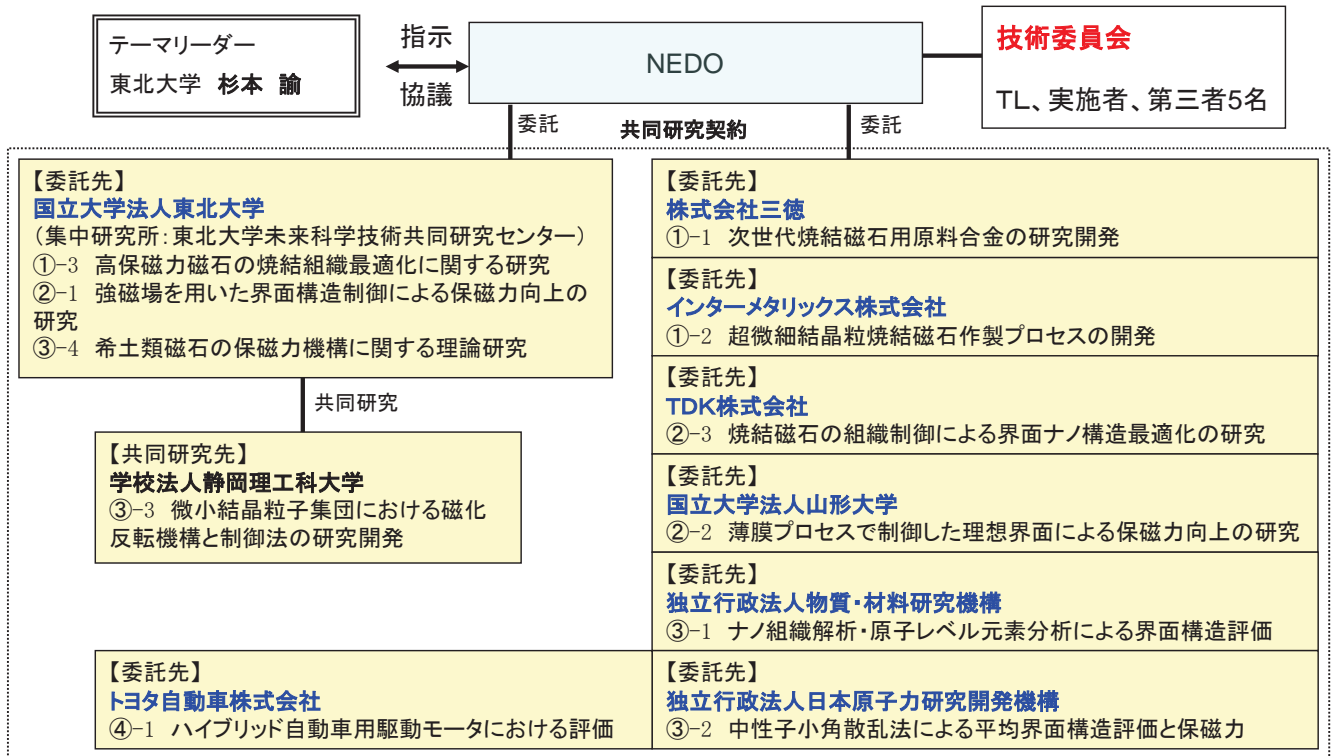 テーマリーダー
東北大学 杉本 諭
指示
協議
NEDO
技術委員会
TL、実施者、第三者5名
委託
共同研究契約
委託
【委託先】
国立大学法人東北大学
(集中研究所:東北大学未来科学技術共同研究センター)
①-3 高保磁力磁石の焼結組織最適化に関する研究
②-1 強磁場を用いた界面構造制御による保磁力向上の
研究
③-4 希土類磁石の保磁力機構に関する理論研究
共同研究
【共同研究先】
学校法人静岡理工科大学
③-3 微小結晶粒子集団における磁化
反転機構と制御法の研究開発
【委託先】
トヨタ自動車株式会社
④-1 ハイブリッド自動車用駆動モータにおける評価
【委託先】
株式会社三徳
①-1 次世代焼結磁石用原料合金の研究開発
【委託先】
インターメタリックス株式会社
①-2 超微細結晶粒焼結磁石作製プロセスの開発
【委託先】
TDK株式会社
②-3 焼結磁石の組織制御による界面ナノ構造最適化の研究
【委託先】
国立大学法人山形大学
②-2 薄膜プロセスで制御した理想界面による保磁力向上の研究
【委託先】
独立行政法人物質・材料研究機構
③-1 ナノ組織解析・原子レベル元素分析による界面構造評価
【委託先】
独立行政法人日本原子力研究開発機構
③-2 中性子小角散乱法による平均界面構造評価と保磁力